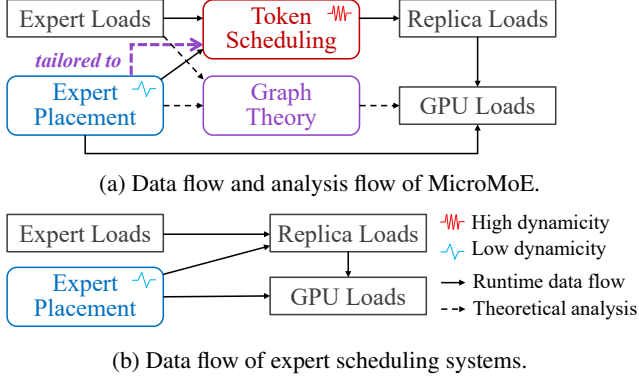 Expert Loads
Token
Scheduling
Replica Loads
tailored to
Expert
Placement
Graph
Theory
GPU Loads
(a) Data flow and analysis flow of MicroMoE.
Expert Loads
Replica Loads
Expert
Placement
GPU Loads
High dynamicity
Low dynamicity
Runtime data flow
Theoretical analysis
(b) Data flow of expert scheduling systems.